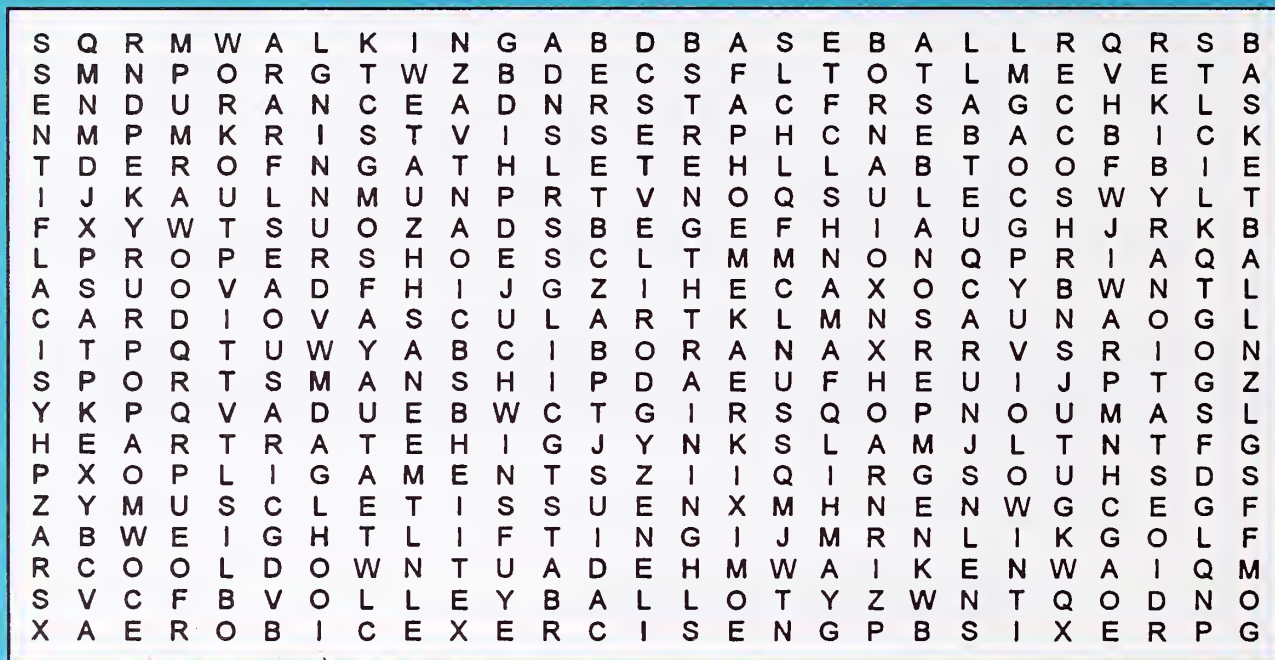 S Q R M W A L K I N G A B D B A S E B A L L R Q R S B
S M N P O R G T W Z B D E C S F L T O T L M E V E T A
E N D U R A N C E A D N R S T A C F R S A G C H K L S
N M P M K R I S T V I S S E R P H C N E B A C B I C K
T D E R O F N G A T H L E T E H L L A B T O O F B I E
I J K A U L N M U N P R T V N O Q S U L E C S W Y L T
F X Y W T S U O Z A D S B E G E F H I A U G H J R K B
L P R O P E R S H O E S C L T M M N O N Q P R I A Q A
A S U O V A D F H I J G Z I H E C A X O C Y B W N T L
C A R D I O V A S C U L A R T K L M N S A U N A O G L
I T P Q T U W Y A B C I B O R A N A X R R V S R I O N
S P O R T S M A N S H I P D A E U F H E U I J P T G Z
Y K P Q V A D U E B W C T G I R S Q O P N O U M A S L
H E A R T R A T E H I G J Y N K S L A M J L T N T F G
P X O P L I G A M E N T S Z I I Q I R G S O U H S D S
Z Y M U S C L E T I S S U E N X M H N E N W G C E G F
A B W E I G H T L I F T I N G I J M R N L I K G O L F
R C O O L D O W N T U A D E H M W A I K E N W A I Q M
S V C F B V O L L E Y B A L L O T Y Z W N T Q O D N O
X A E R O B I C E X E R C I S E N G P B S I X E R P G